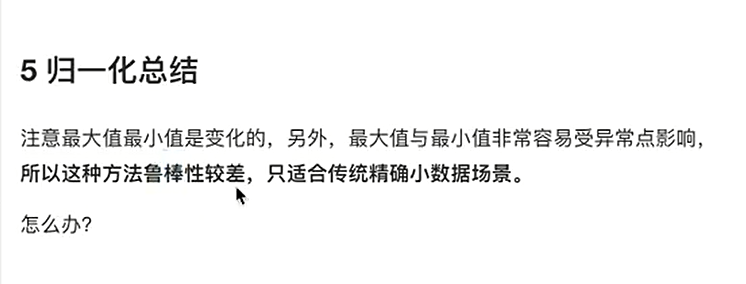 5 归一化总结
注意最大值最小值是变化的，另外，最大值与最小值非常容易受异常点影响，
所以这种方法鲁棒性较差，只适合传统精确小数据场景。
怎么办?